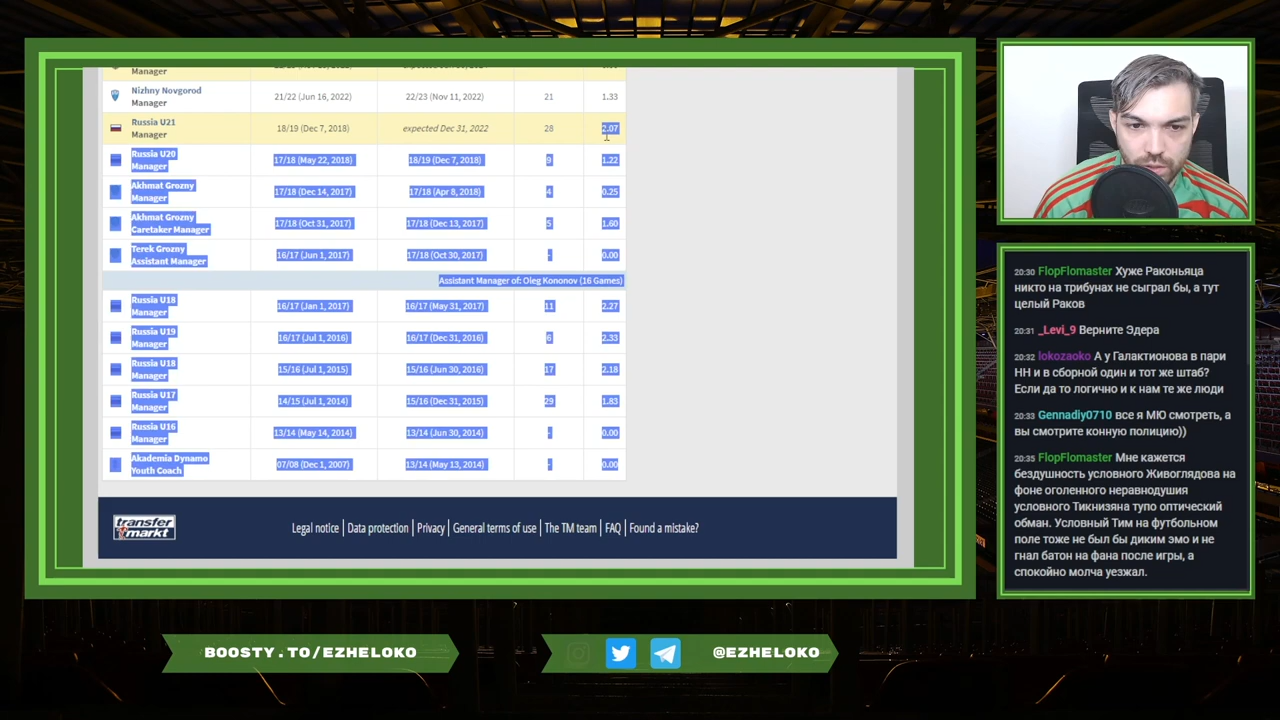 Manager
Nizhny Novgorod
Manager
21/22 (Jun 16, 2022) 22/23 (Nov 11, 2022) 21 1.33
Russia U21
Manager
18/19 (Dec 7, 2018) expected Dec 31, 2022 28 2.07
Russia U20
Manager
17/18 (May 22, 2018) 18/19 (Dec 7, 2018) 9 1.22
Akhmat Grozny
Manager
17/18 (Dec 14, 2017) 17/18 (Apr 8, 2018) 4 0.25
Akhmat Grozny
Caretaker Manager
17/18 (Oct 31, 2017) 17/18 (Dec 13, 2017) 5 1.60
Terek Grozny
Assistant Manager
16/17 (Jun 1, 2017) 17/18 (Oct 30, 2017) - 0.00
Assistant Manager of: Oleg Kononov (16 Games)
Russia U18
Manager
16/17 (Jan 1, 2017) 16/17 (May 31, 2017) 11 2.27
Russia U19
Manager
16/17 (Jul 1, 2016) 16/17 (Dec 31, 2016) 6 2.33
Russia U18
Manager
15/16 (Jul 1, 2015) 15/16 (Jun 30, 2016) 17 2.18
Russia U17
Manager
14/15 (Jul 1, 2014) 15/16 (Dec 31, 2015) 29 1.83
Russia U16
Manager
13/14 (May 14, 2014) 13/14 (Jun 30, 2014) - 0.00
Akademia Dynamo
Youth Coach
07/08 (Dec 1, 2007) 13/14 (May 13, 2014) - 0.00
transfer
markt
Legal notice | Data protection | Privacy | General terms of use | The TM team | FAQ | Found a mistake?
20:30 FlopFlomaster Хуже Раконьяца
никто на трибунах не сыграл бы, а тут
целый Раков
20:31 _Levi_9 Верните Эдера
20:32 lokozaoko А у Галактионова в пари
НН и в сборной один и тот же штаб?
Если да то логично и к нам те же люди
20:33 Gennadiy0710 все я МЮ смотреть, а
вы смотрите конную полицию))
20:35 FlopFlomaster Мне кажется
бездушность условного Живоглядова на
фоне оголенного неравнодушия
условного Тикнизяна тупо оптический
обман. Условный Тим на футбольном
поле тоже не был бы диким эмо и не
гнал батон на фана после игры, а
спокойно молча уезжал.
BOOSTY.TO/EZHELOKO
@EZHELOKO